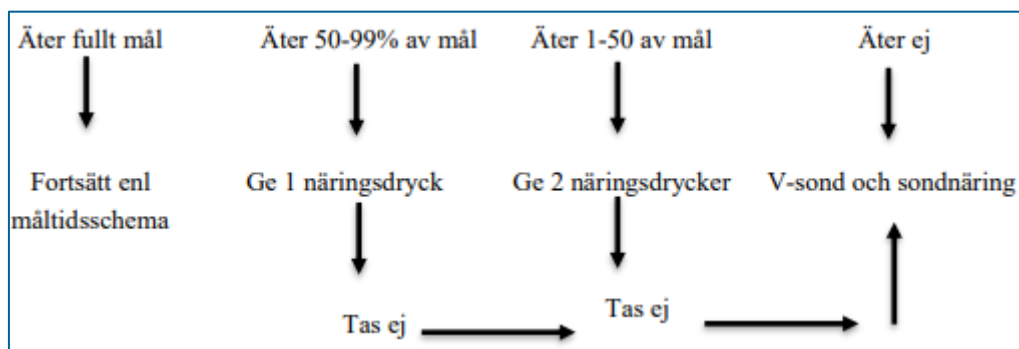 Äter fullt mål
Äter 50-99% av mål
Äter 1-50 av mål
Äter ej
Fortsätt enl
måltidsschema
Ge 1 näringsdryck
Ge 2 näringsdrycker
V-sond och sondnäring
Tas ej
Tas ej